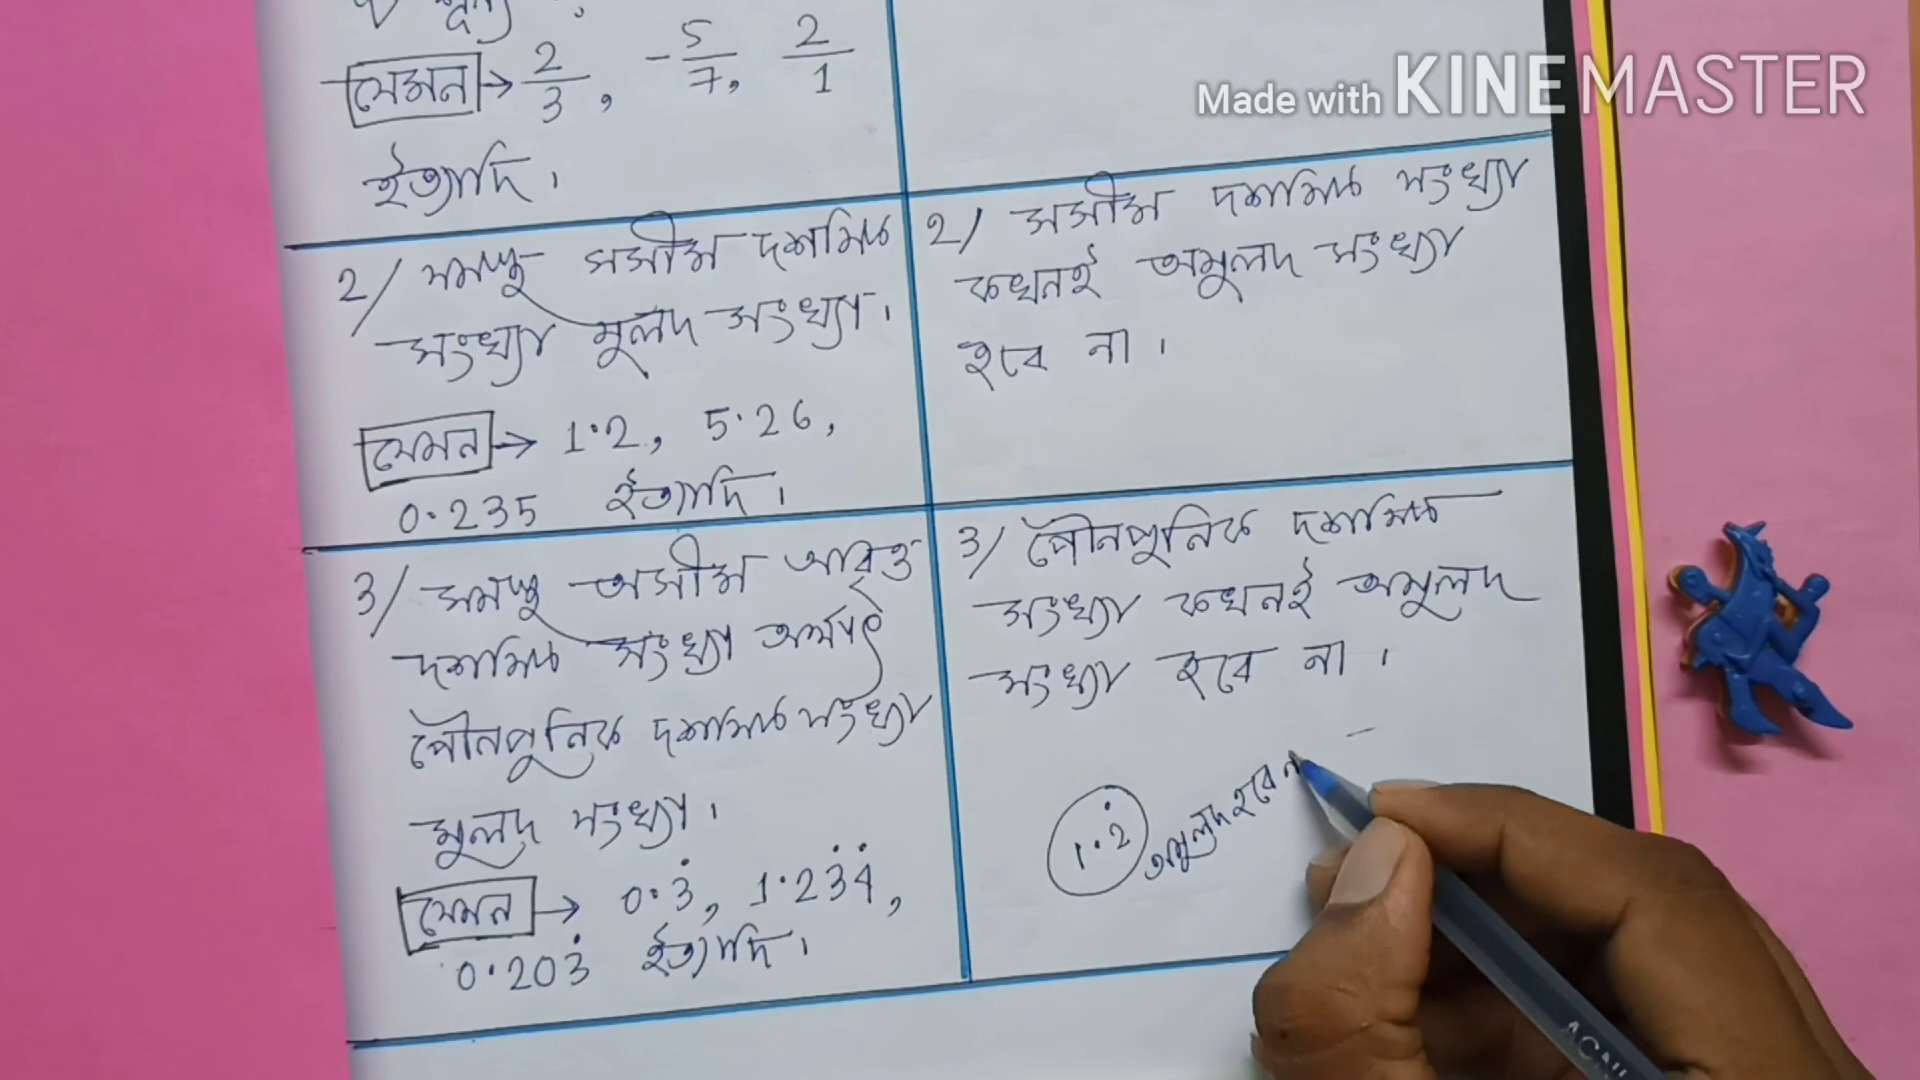 শূন্য
যেমন → 2/3, -5/7, 2/1
ইত্যাদি।
2/ সমস্ত সসীম দশমিক
সংখ্যা মূলদ সংখ্যা।
যেমন → 1·2, 5·26,
0·235 ইত্যাদি।
3/ সমস্ত অসীম আবৃত্ত
দশমিক সংখ্যা অর্থাৎ
পৌনপুনিক দশমিক সংখ্যা
মূলদ সংখ্যা।
যেমন → 0·3̇, 1·23̇4̇,
0·203̇ ইত্যাদি।
2/ সসীম দশমিক সংখ্যা
কখনই অমূলদ সংখ্যা
হবে না।
3/ পৌনপুনিক দশমিক
সংখ্যা কখনই অমূলদ
সংখ্যা হবে না।
1·2̇ অমূলদ হবে ন
Made with KINEMASTER